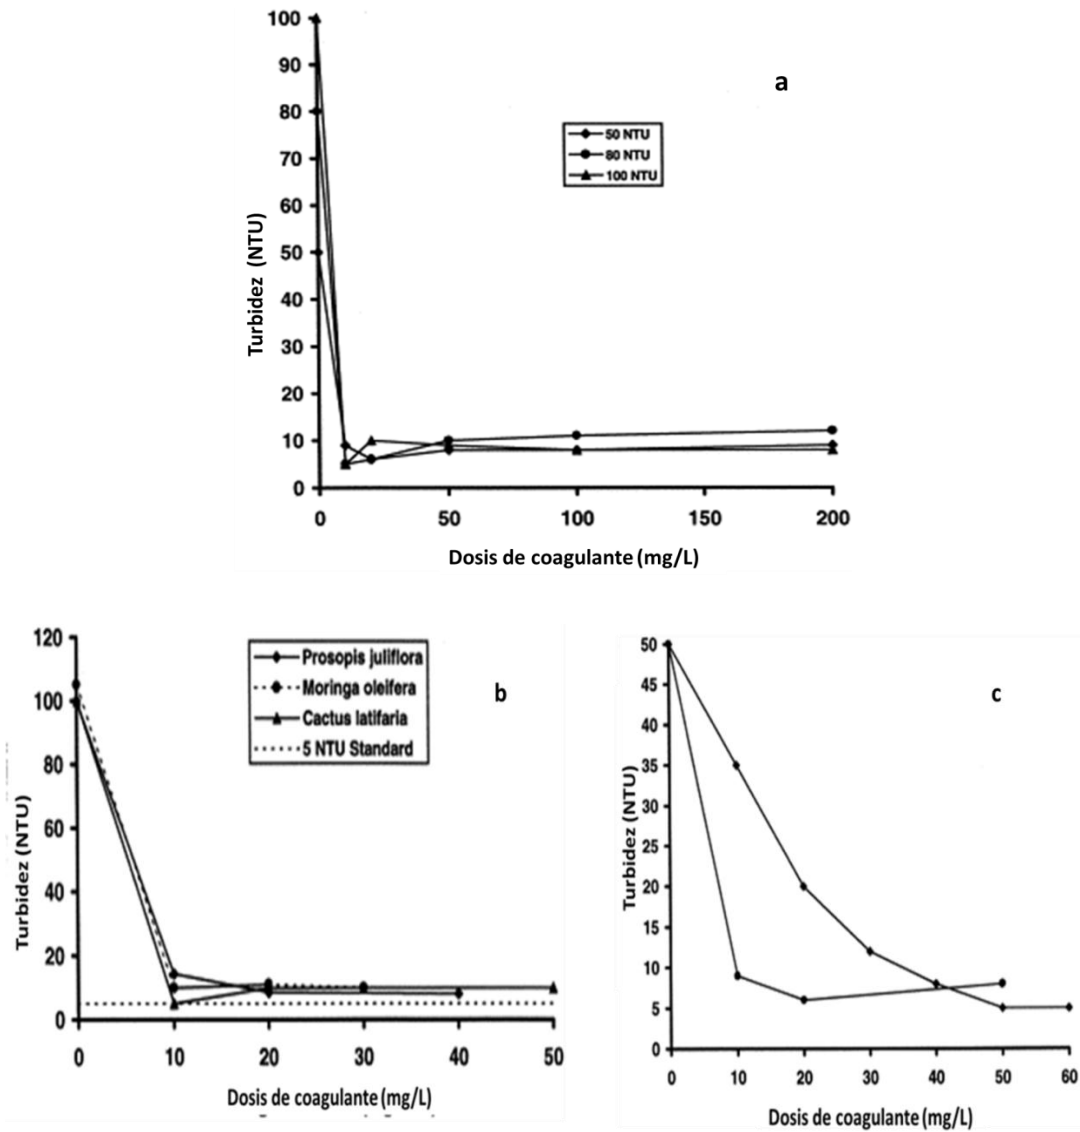 a
100
90
80
70
60
50
40
30
20
10
0
Turbidez (NTU)
50 NTU
80 NTU
100 NTU
0 50 100 150 200
Dosis de coagulante (mg/L)
b
120
100
80
60
40
20
0
Turbidez (NTU)
Prosopis juliflora
Moringa oleifera
Cactus latifaria
5 NTU Standard
0 10 20 30 40 50
Dosis de coagulante (mg/L)
c
50
45
40
35
30
25
20
15
10
5
0
Turbidez (NTU)
0 10 20 30 40 50 60
Dosis de coagulante (mg/L)